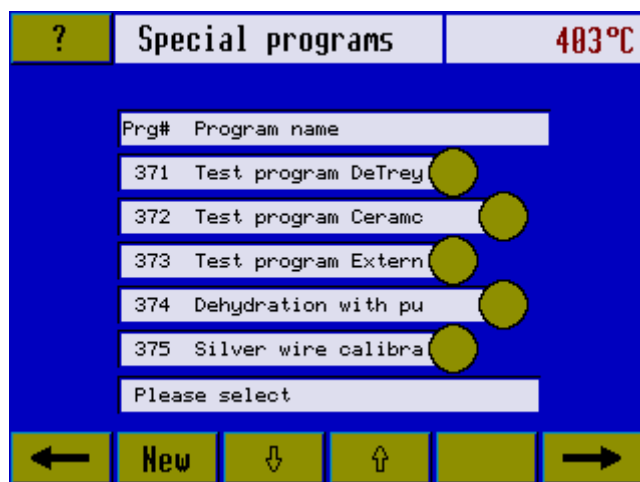 ? Special programs 403°C
Prg# Program name
371 Test program DeTrey
372 Test program Ceramc
373 Test program Extern
374 Dehydration with pu
375 Silver wire calibra
Please select
New